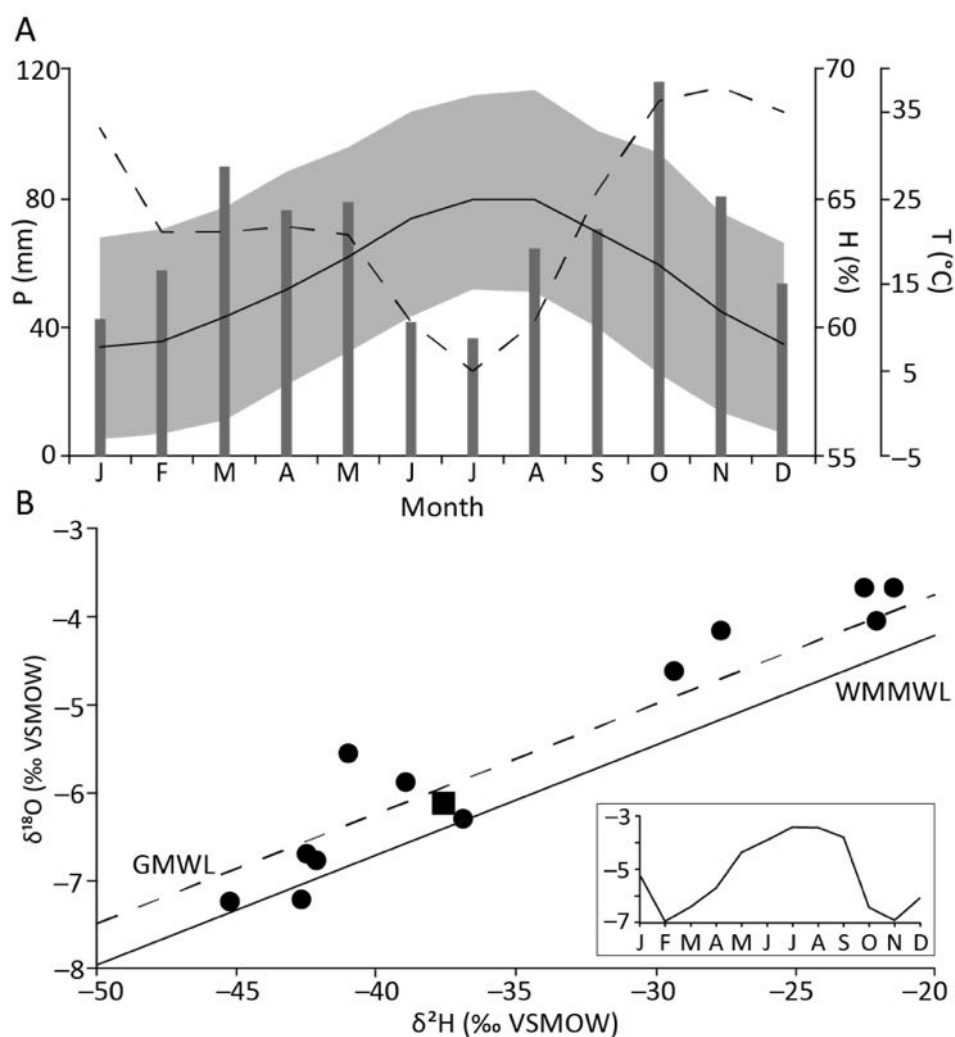 A
120
80
40
0
P (mm)
70
65
60
55
H (%)
35
25
15
5
–5
T (°C)
J F M A M J J A S O N D
Month
B
–3
–4
–5
–6
–7
–8
δ¹⁸O (‰ VSMOW)
WMMWL
GMWL
–3
–5
–7
J F M A M J J A S O N D
–50 –45 –40 –35 –30 –25 –20
δ²H (‰ VSMOW)